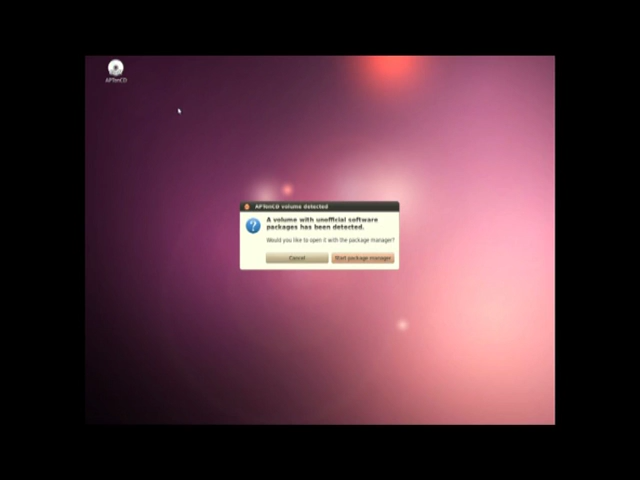 APTonCD
APTonCD volume detected
A volume with unofficial software
packages has been detected.
Would you like to open it with the package manager?
Cancel
Start package manager